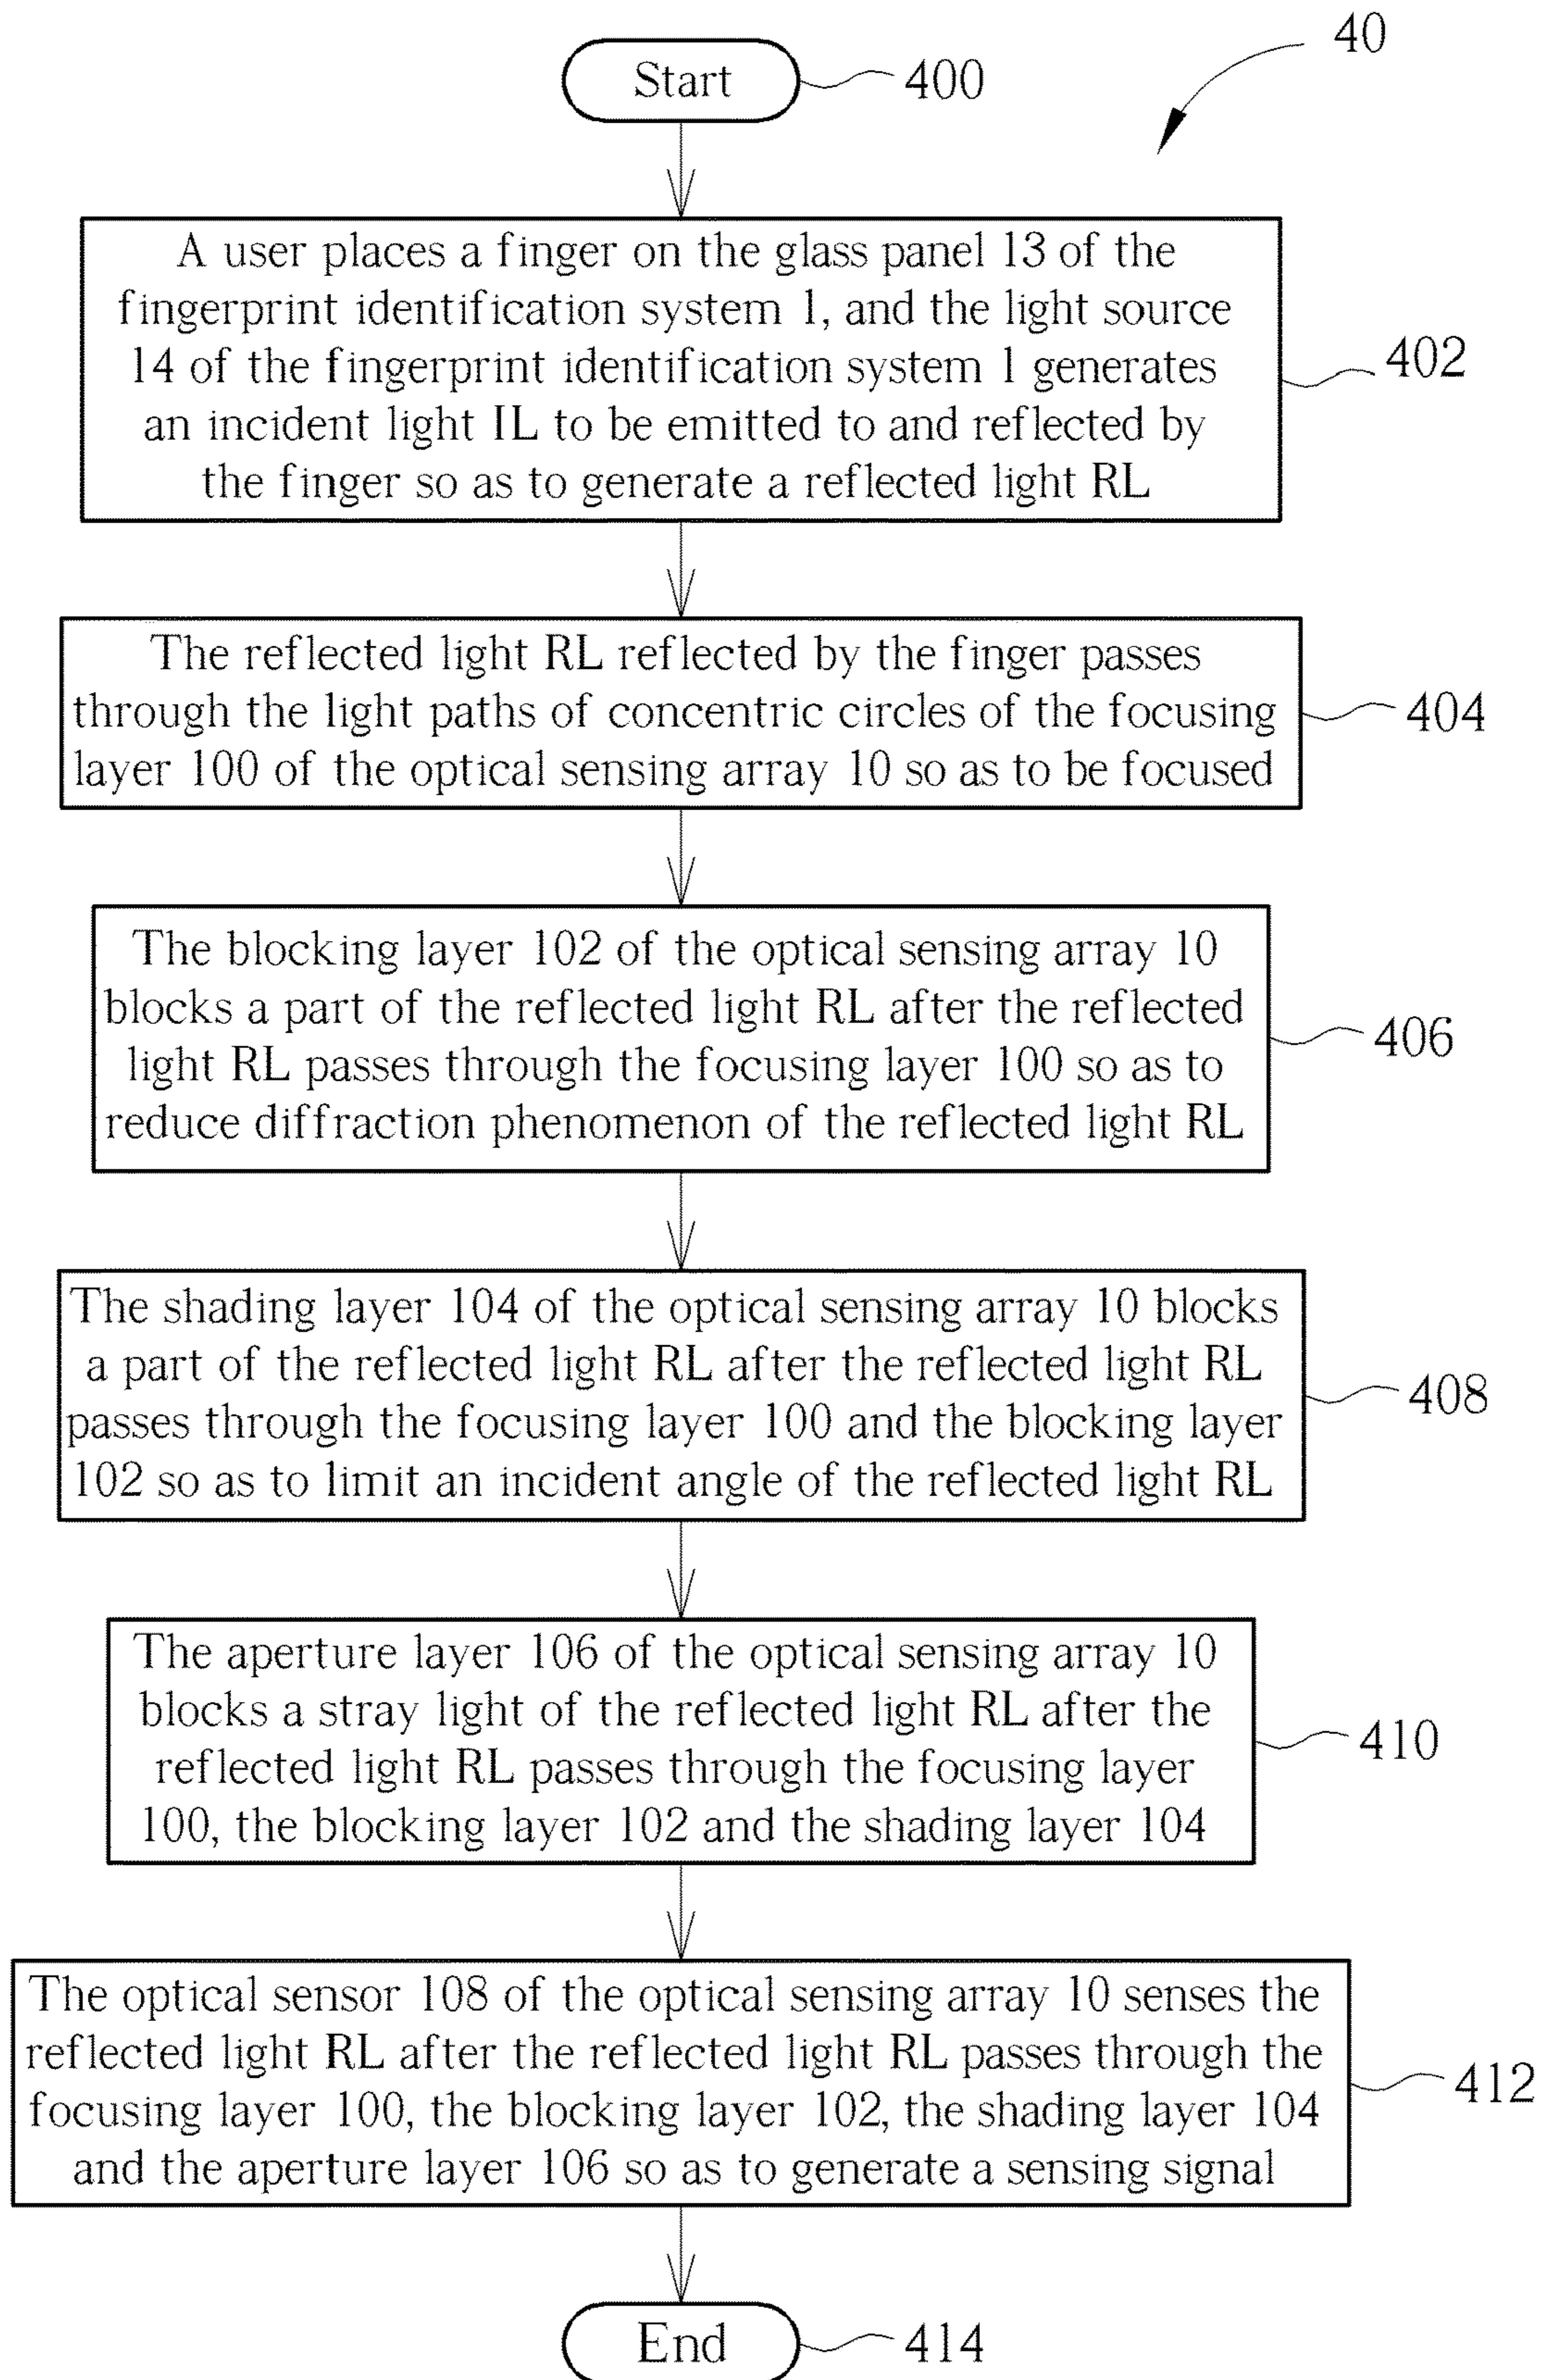 40
Start
400
A user places a finger on the glass panel 13 of the
fingerprint identification system 1, and the light source
14 of the fingerprint identification system 1 generates
an incident light IL to be emitted to and reflected by
the finger so as to generate a reflected light RL
402
The reflected light RL reflected by the finger passes
through the light paths of concentric circles of the focusing
layer 100 of the optical sensing array 10 so as to be focused
404
The blocking layer 102 of the optical sensing array 10
blocks a part of the reflected light RL after the reflected
light RL passes through the focusing layer 100 so as to
reduce diffraction phenomenon of the reflected light RL
406
The shading layer 104 of the optical sensing array 10 blocks
a part of the reflected light RL after the reflected light RL
passes through the focusing layer 100 and the blocking layer
102 so as to limit an incident angle of the reflected light RL
408
The aperture layer 106 of the optical sensing array 10
blocks a stray light of the reflected light RL after the
reflected light RL passes through the focusing layer
100, the blocking layer 102 and the shading layer 104
410
The optical sensor 108 of the optical sensing array 10 senses the
reflected light RL after the reflected light RL passes through the
focusing layer 100, the blocking layer 102, the shading layer 104
and the aperture layer 106 so as to generate a sensing signal
412
End
414